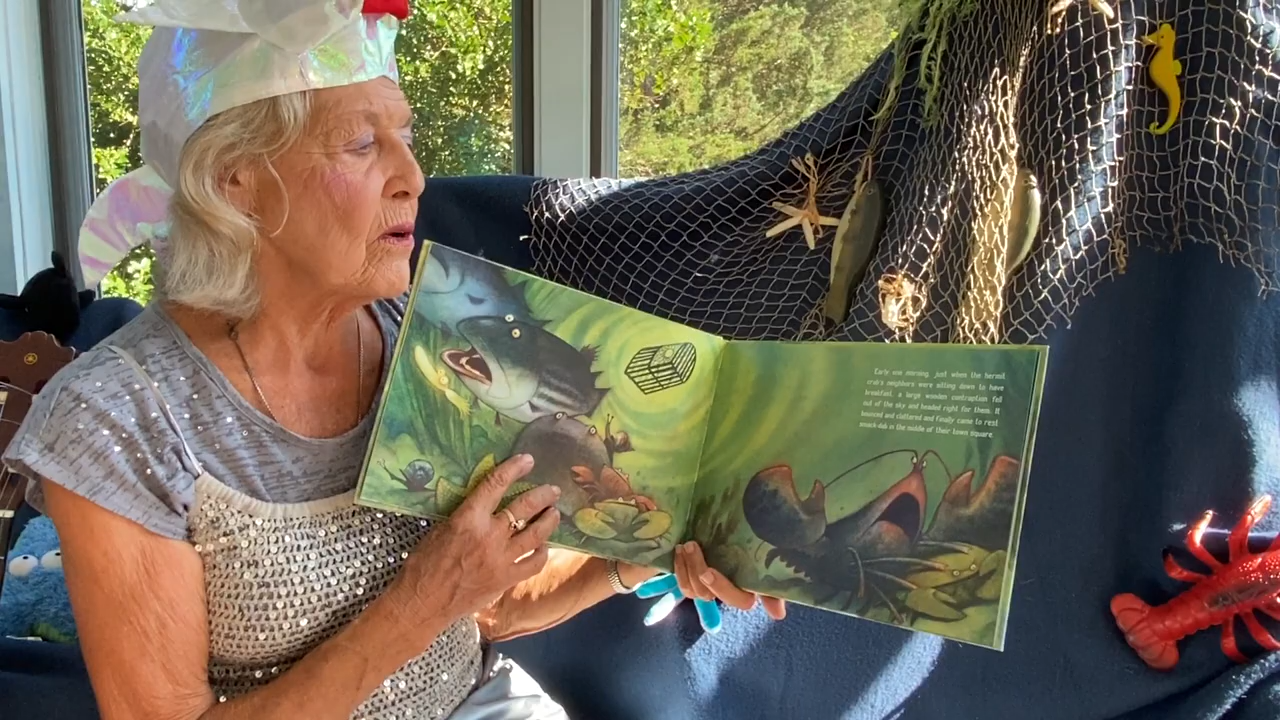 Early one morning, just when the hermit
crab's neighbors were sitting down to have
breakfast, a large wooden contraption fell
out of the sky and headed right for them. It
bounced and clattered and finally came to rest
smack-dab in the middle of their town square.